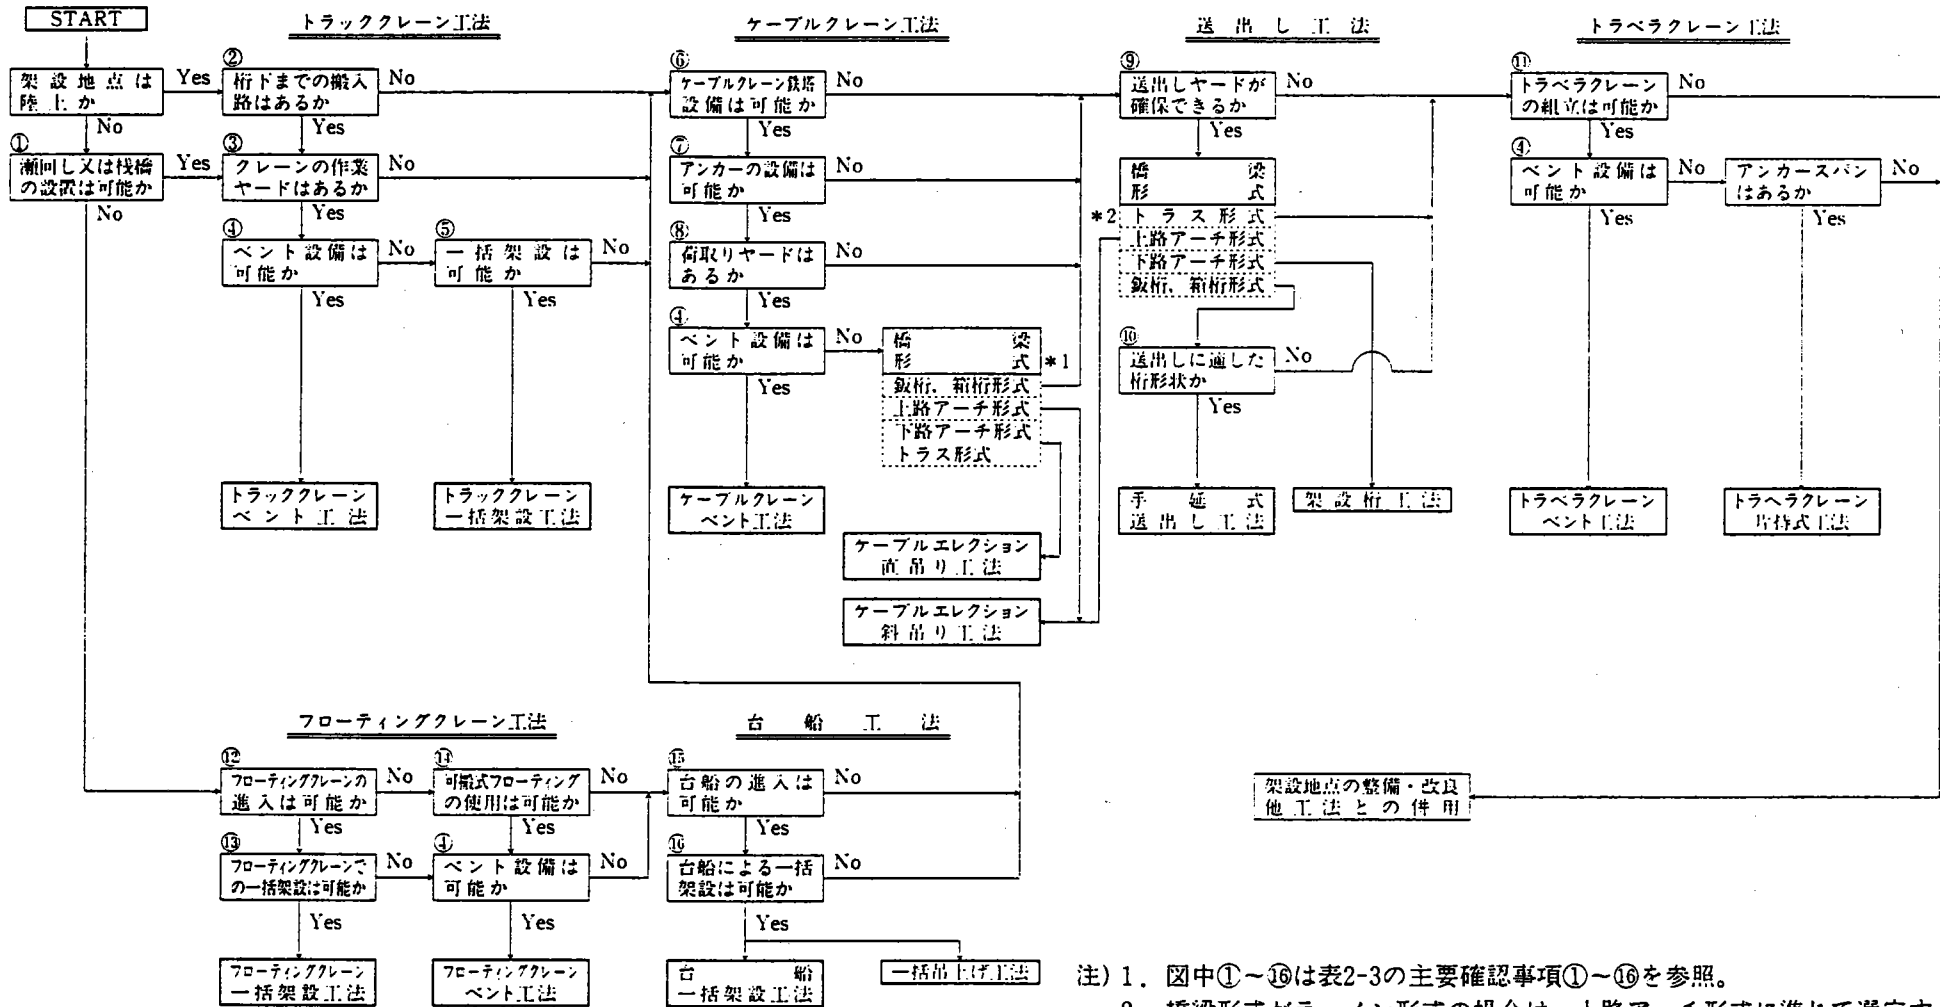 START
トラッククレーン工法
ケーブルクレーン工法
送出し工法
トラベラクレーン工法
架設地点は
陸上か
Yes
No
①
瀬回し又は桟橋
の設置は可能か
Yes
No
②
桁下までの搬入
路はあるか
No
Yes
③
クレーンの作業
ヤードはあるか
No
Yes
④
ベント設備は
可能か
No
Yes
⑤
一括架設は
可能か
No
Yes
トラッククレーン
ベント工法
トラッククレーン
一括架設工法
⑥
ケーブルクレーン鉄塔
設備は可能か
No
Yes
⑦
アンカーの設備は
可能か
No
Yes
⑧
荷取りヤードは
あるか
No
Yes
④
ベント設備は
可能か
No
Yes
橋梁
形式
*1
鈑桁,箱桁形式
上路アーチ形式
下路アーチ形式
トラス形式
ケーブルクレーン
ベント工法
ケーブルエレクション
直吊り工法
ケーブルエレクション
斜吊り工法
⑨
送出しヤードが
確保できるか
No
Yes
橋梁
形式
*2
トラス形式
上路アーチ形式
下路アーチ形式
鈑桁,箱桁形式
⑩
送出しに適した
桁形状か
No
Yes
手延式
送出し工法
架設桁工法
⑪
トラベラクレーン
の組立は可能か
No
Yes
④
ベント設備は
可能か
No
Yes
アンカースパン
はあるか
No
Yes
トラベラクレーン
ベント工法
トラベラクレーン
片持式工法
フローティングクレーン工法
台船工法
⑫
フローティングクレーンの
進入は可能か
No
Yes
⑬
フローティングクレーンで
の一括架設は可能か
No
Yes
⑭
可搬式フローティング
の使用は可能か
No
Yes
④
ベント設備は
可能か
No
Yes
フローティングクレーン
一括架設工法
フローティングクレーン
ベント工法
⑮
台船の進入は
可能か
No
Yes
⑯
台船による一括
架設は可能か
No
Yes
台船
一括架設工法
一括吊上げ工法
架設地点の整備・改良
他工法との併用
注) 1. 図中①~⑯は表2-3の主要確認事項①~⑯を参照。